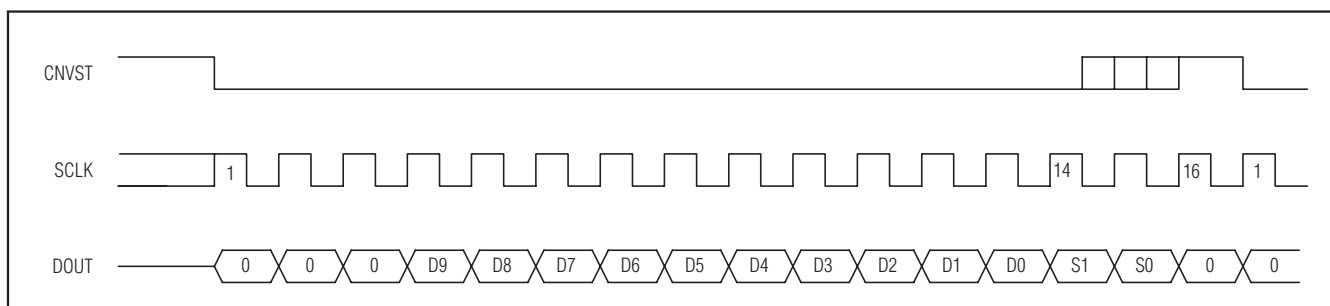 CNVST
SCLK 1 14 16 1
DOUT 0 0 0 D9 D8 D7 D6 D5 D4 D3 D2 D1 D0 S1 S0 0 0